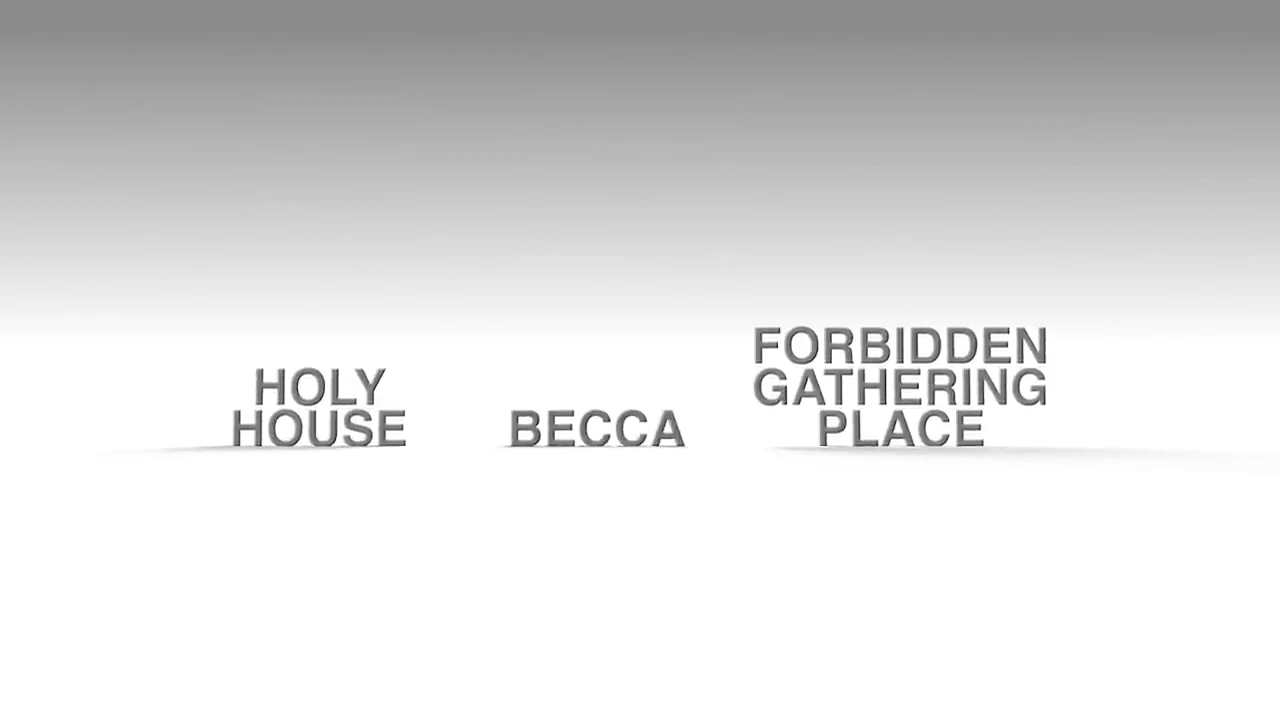 HOLY
HOUSE
BECCA
FORBIDDEN
GATHERING
PLACE